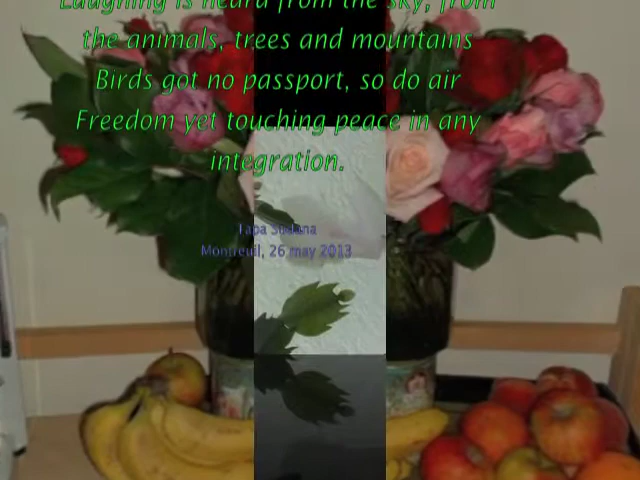 Laughing is heard from the sky, from
the animals, trees and mountains
Birds got no passport, so do air
Freedom yet touching peace in any
integration.
Tapa Sudana
Montreuil, 26 may 2013